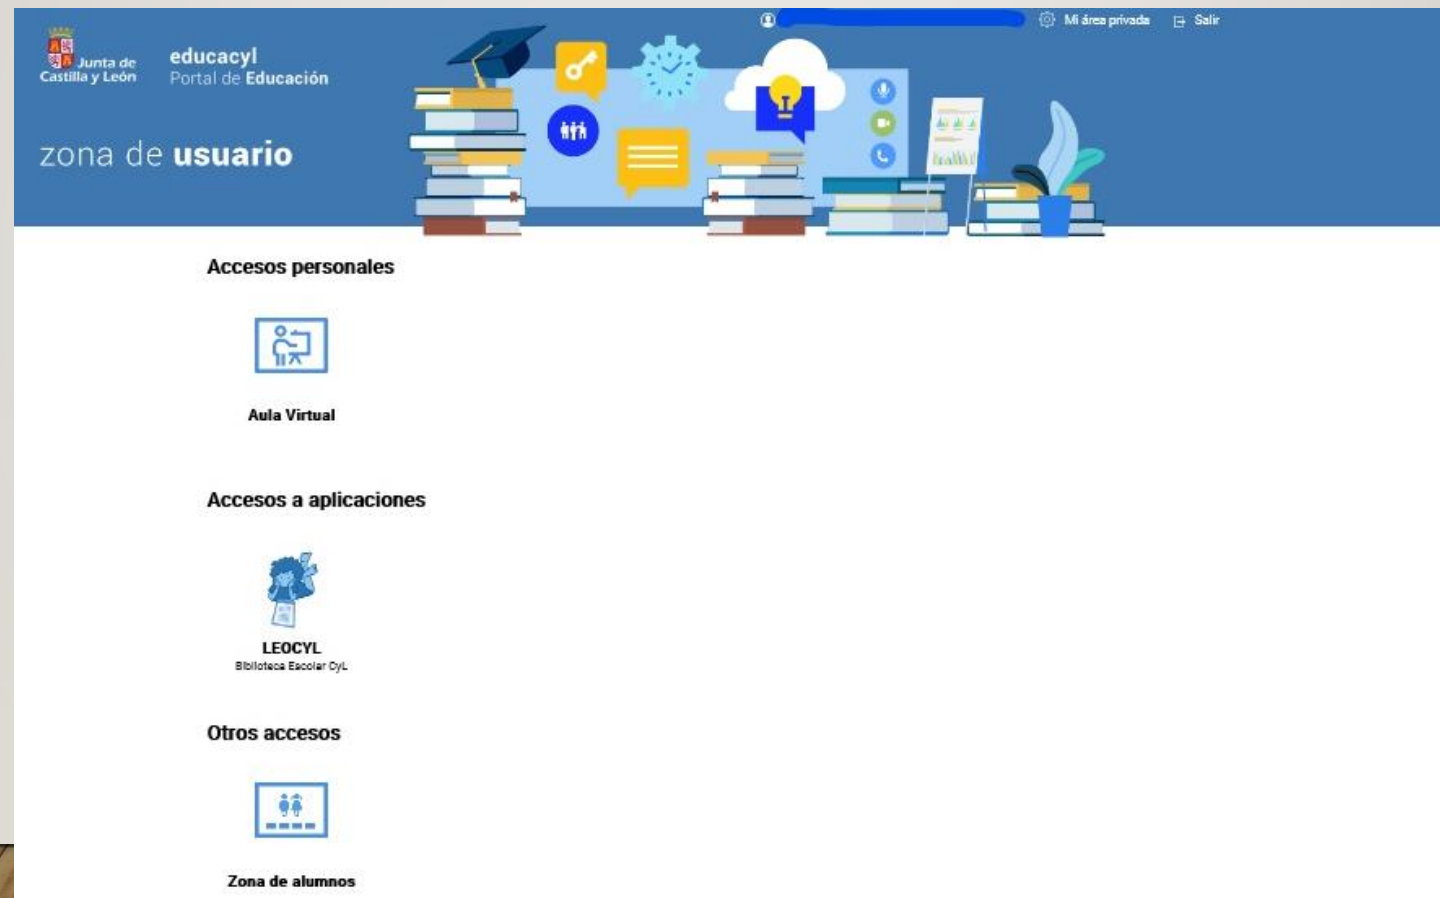 Mi área privada
Salir
Junta de
Castilla y León
educacyl
Portal de Educación
zona de usuario
Accesos personales
Aula Virtual
Accesos a aplicaciones
LEOCYL
Biblioteca Escolar CyL
Otros accesos
Zona de alumnos